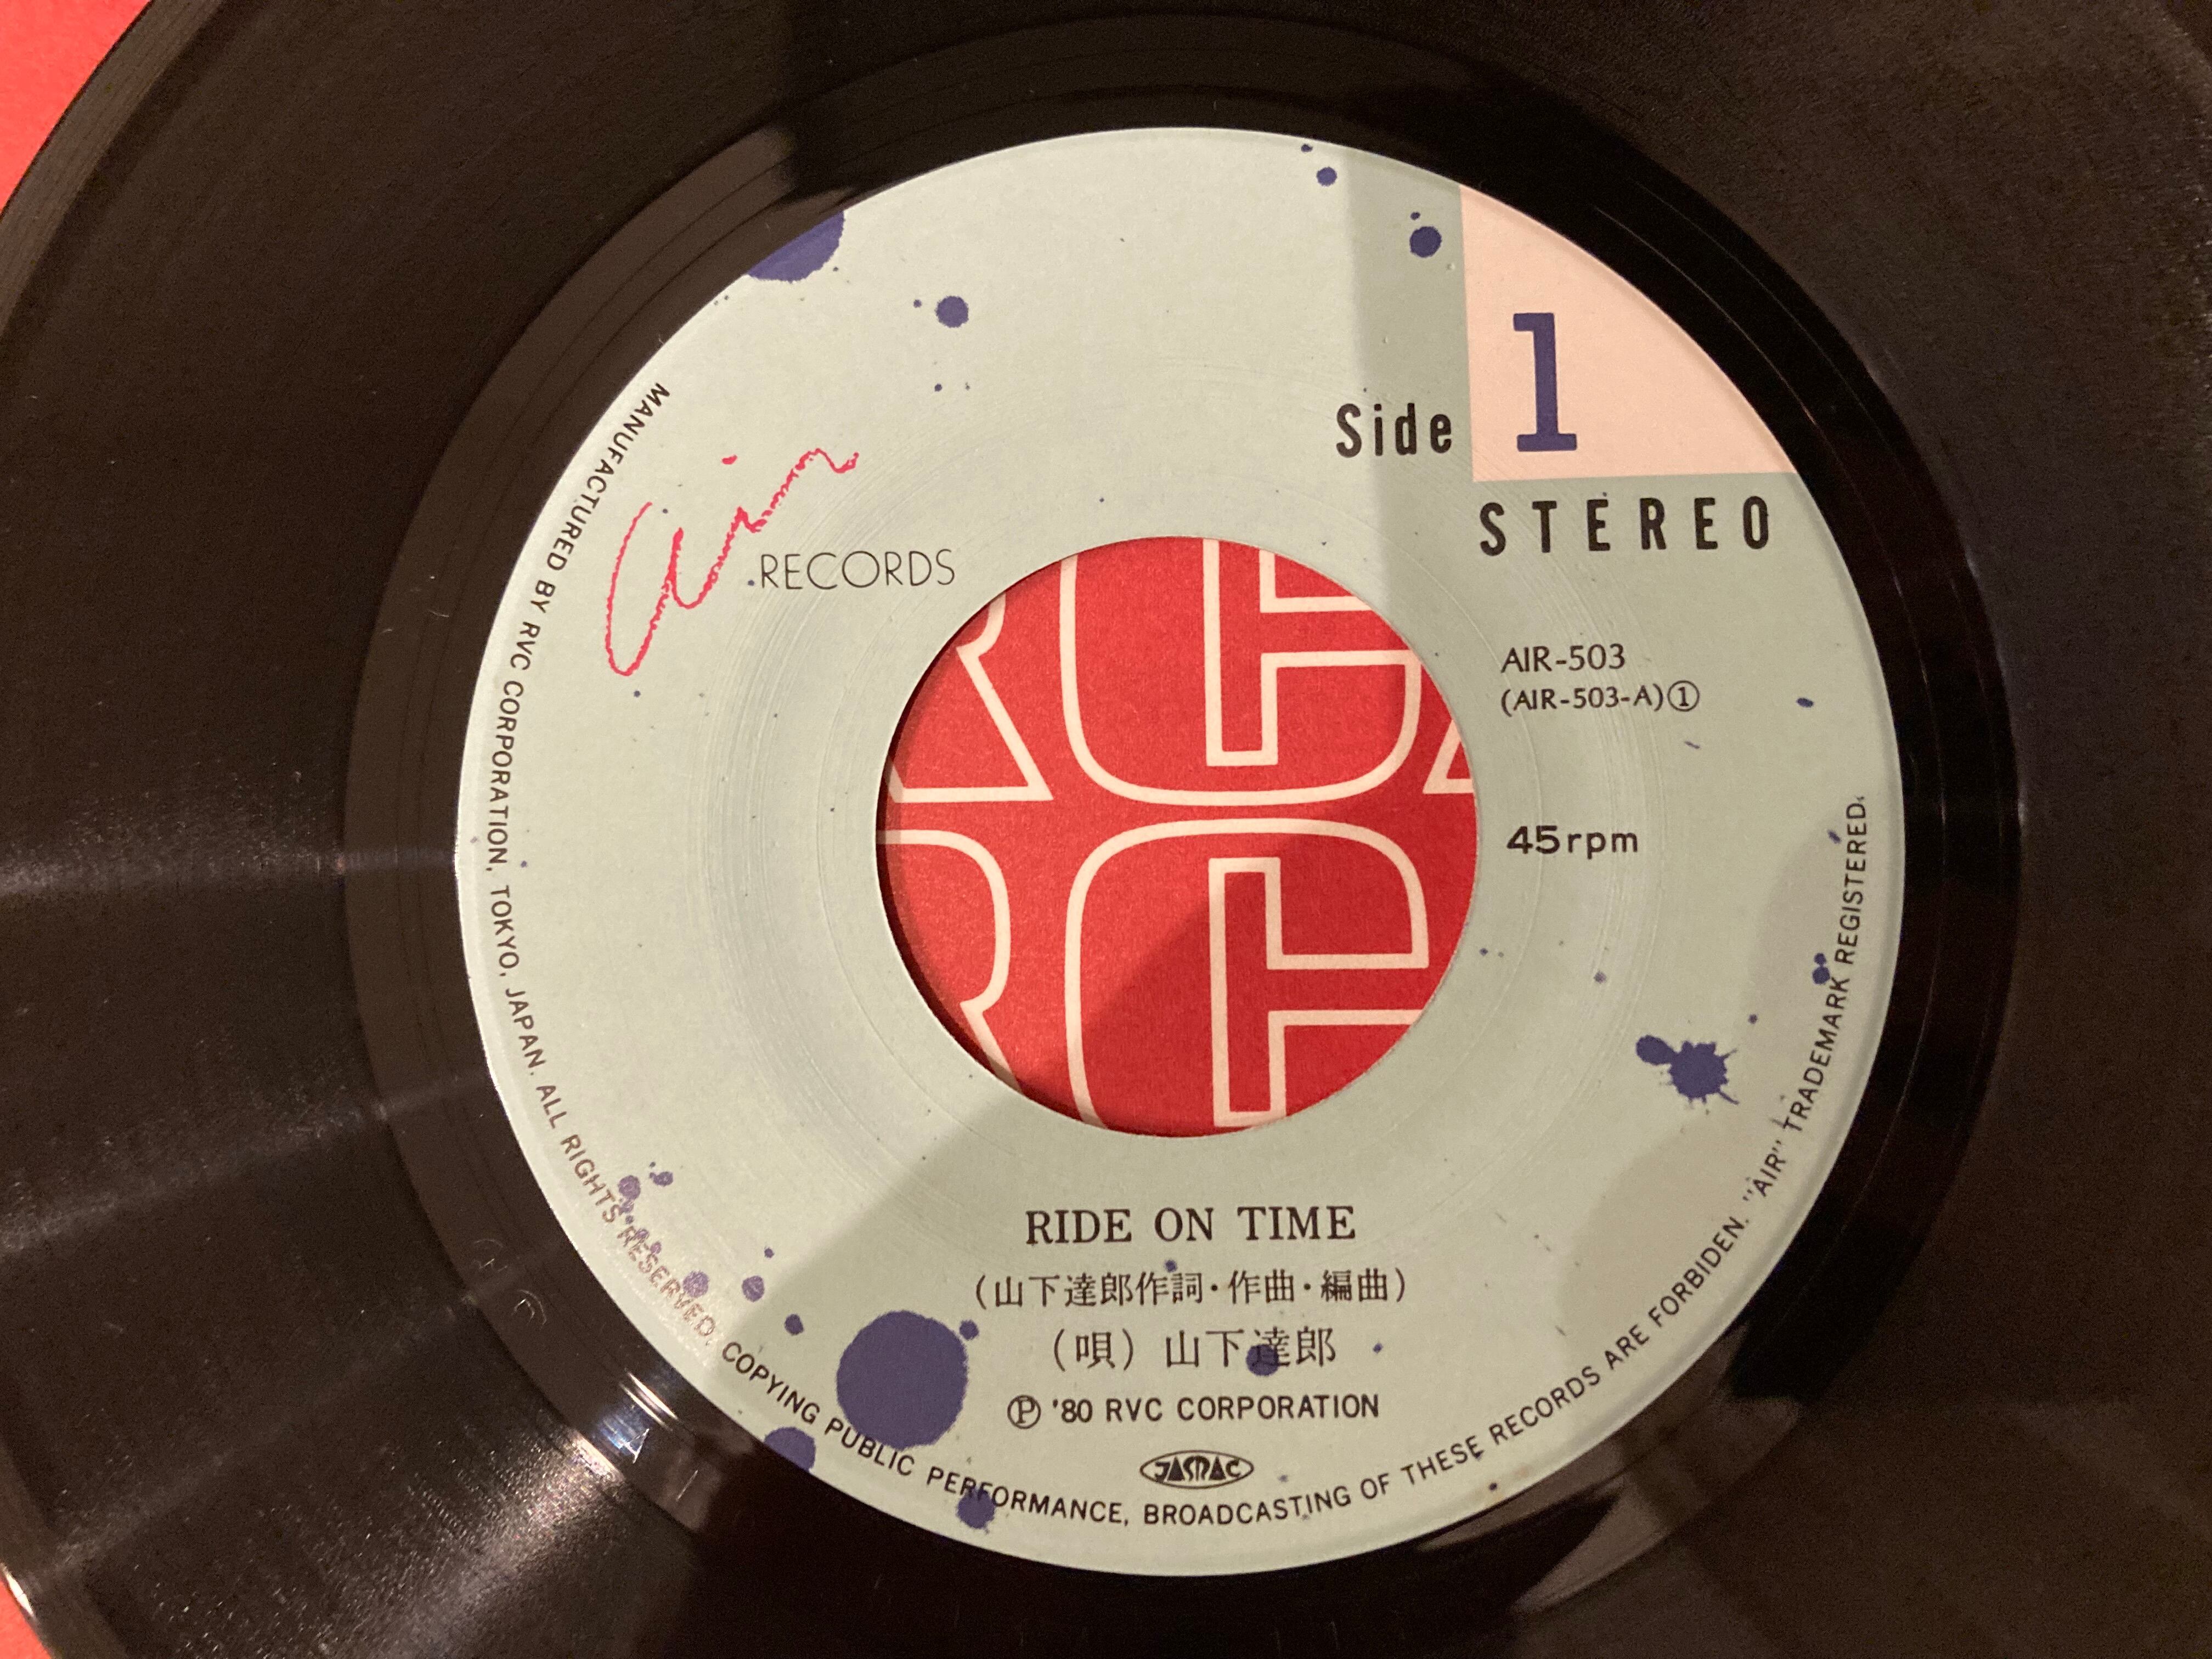 air
RECORDS
Side 1
STEREO
AIR-503
(AIR-503-A)①
45rpm
RIDE ON TIME
(山下達郎作詞・作曲・編曲)
(唄) 山下達郎
Ⓟ '80 RVC CORPORATION
JASRAC
MANUFACTURED BY RVC CORPORATION, TOKYO, JAPAN. ALL RIGHTS RESERVED. COPYING PUBLIC PERFORMANCE, BROADCASTING OF THESE RECORDS ARE FORBIDEN. "AIR" TRADEMARK REGISTERED.